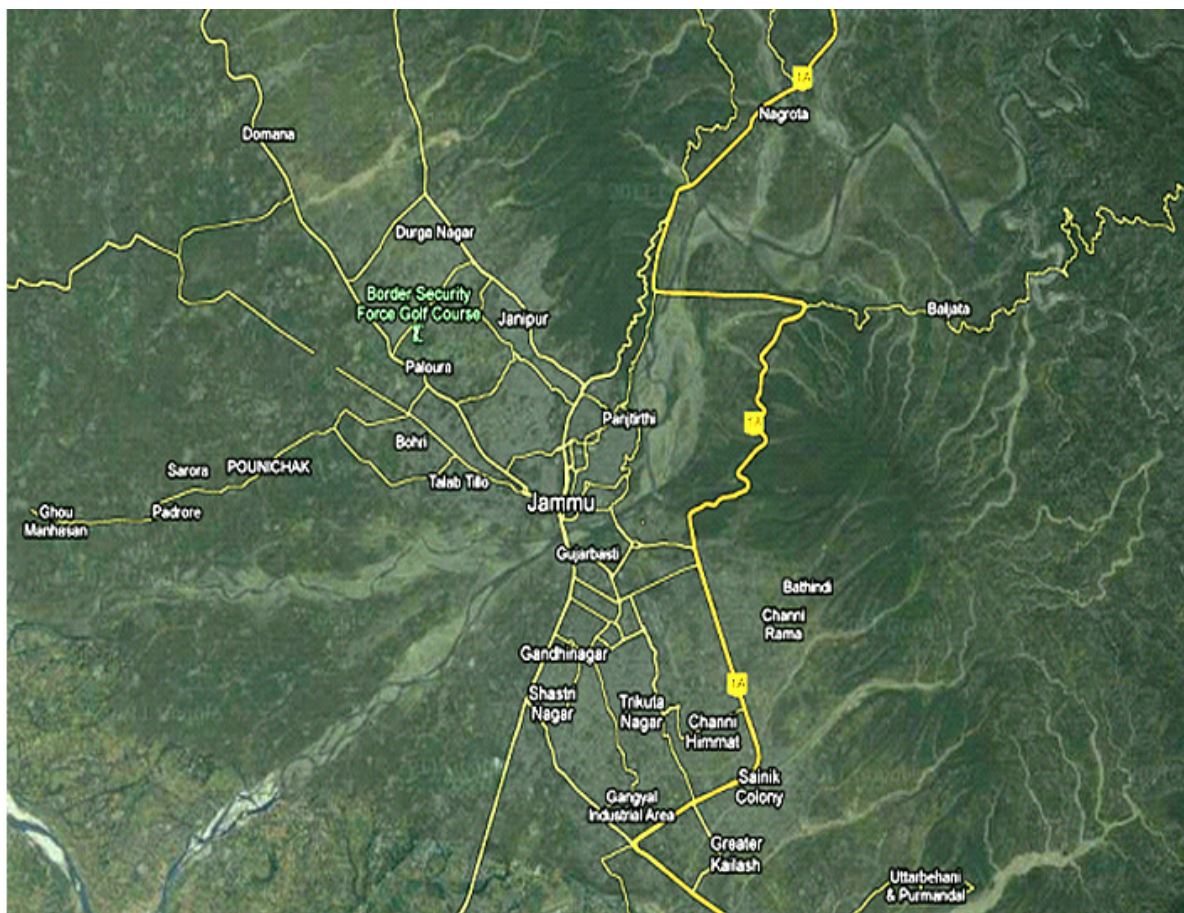 1A
Nagrota
Domana
Durga Nagar
Border Security
Force Golf Course
Janipur
Baljata
Paloura
Panjtirthi
1A
Bohri
Sarora
POUNICHAK
Talab Tillo
Jammu
Ghou
Manhasan
Padrore
Gujarbasti
Bathindi
Channi
Rama
Gandhinagar
1A
Shastri
Nagar
Trikuta
Nagar
Channi
Himmat
Sainik
Colony
Gangyal
Industrial Area
Greater
Kailash
Uttarbehani
& Purmandal